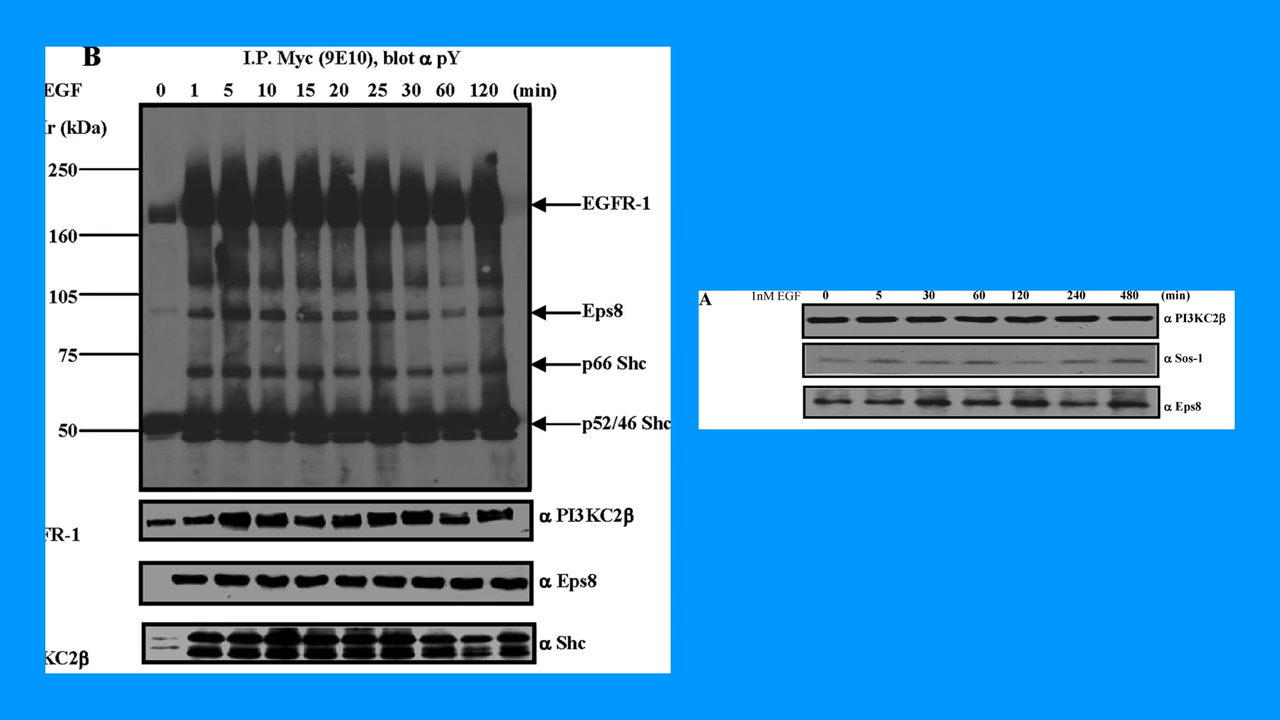 B
I.P. Myc (9E10), blot α pY
EGF 0 1 5 10 15 20 25 30 60 120 (min)
r (kDa)
250
EGFR-1
160
105
Eps8
75
p66 Shc
50
p52/46 Shc
α PI3KC2β
FR-1
α Eps8
α Shc
KC2β
A
1nM EGF 0 5 30 60 120 240 480 (min)
α PI3KC2β
α Sos-1
α Eps8